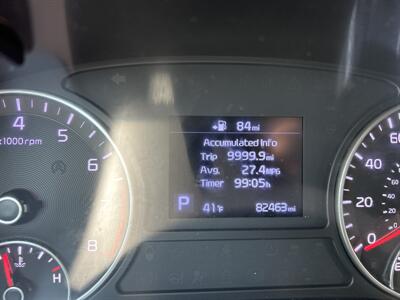 84mi
Accumulated Info
Trip 9999.9mi
Avg. 27.4MPG
Timer 99:05h
P 41°F 82463mi
4 5 6 7 8
x1000rpm
H
60 40 20 0
0